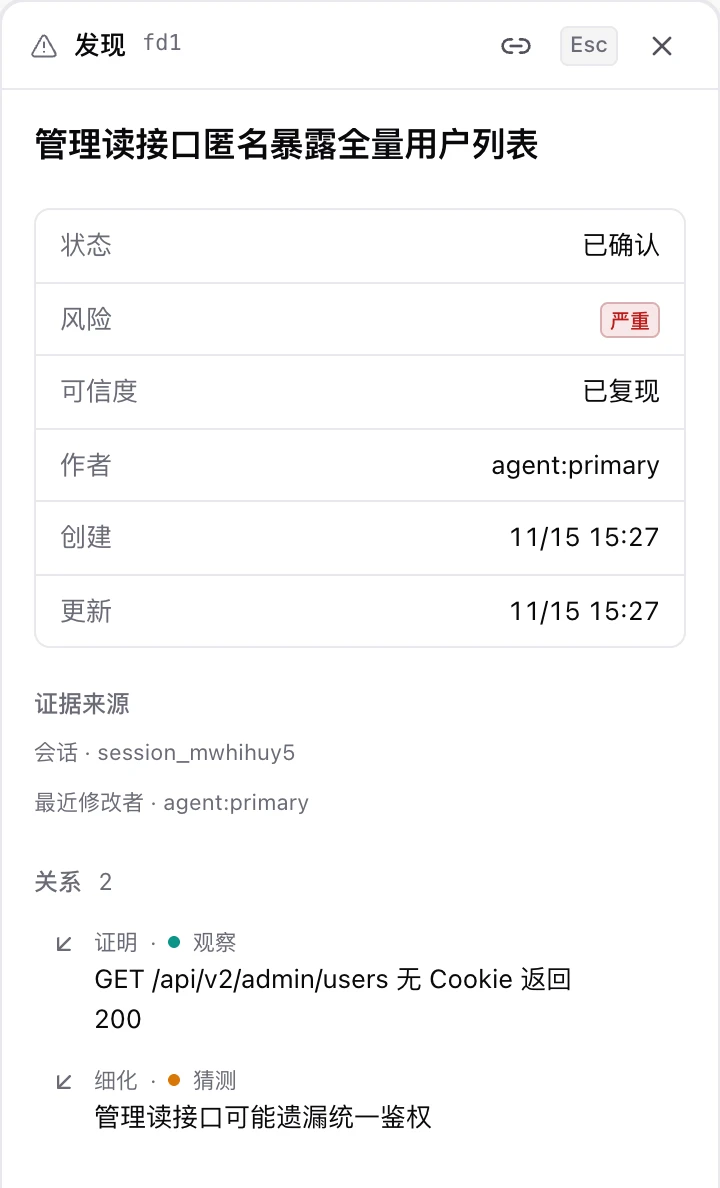 发现 fd1 Esc
管理读接口匿名暴露全量用户列表
状态 已确认
风险 严重
可信度 已复现
作者 agent:primary
创建 11/15 15:27
更新 11/15 15:27
证据来源
会话 · session_mwhihuy5
最近修改者 · agent:primary
关系 2
证明 · 观察
GET /api/v2/admin/users 无 Cookie 返回
200
细化 · 猜测
管理读接口可能遗漏统一鉴权